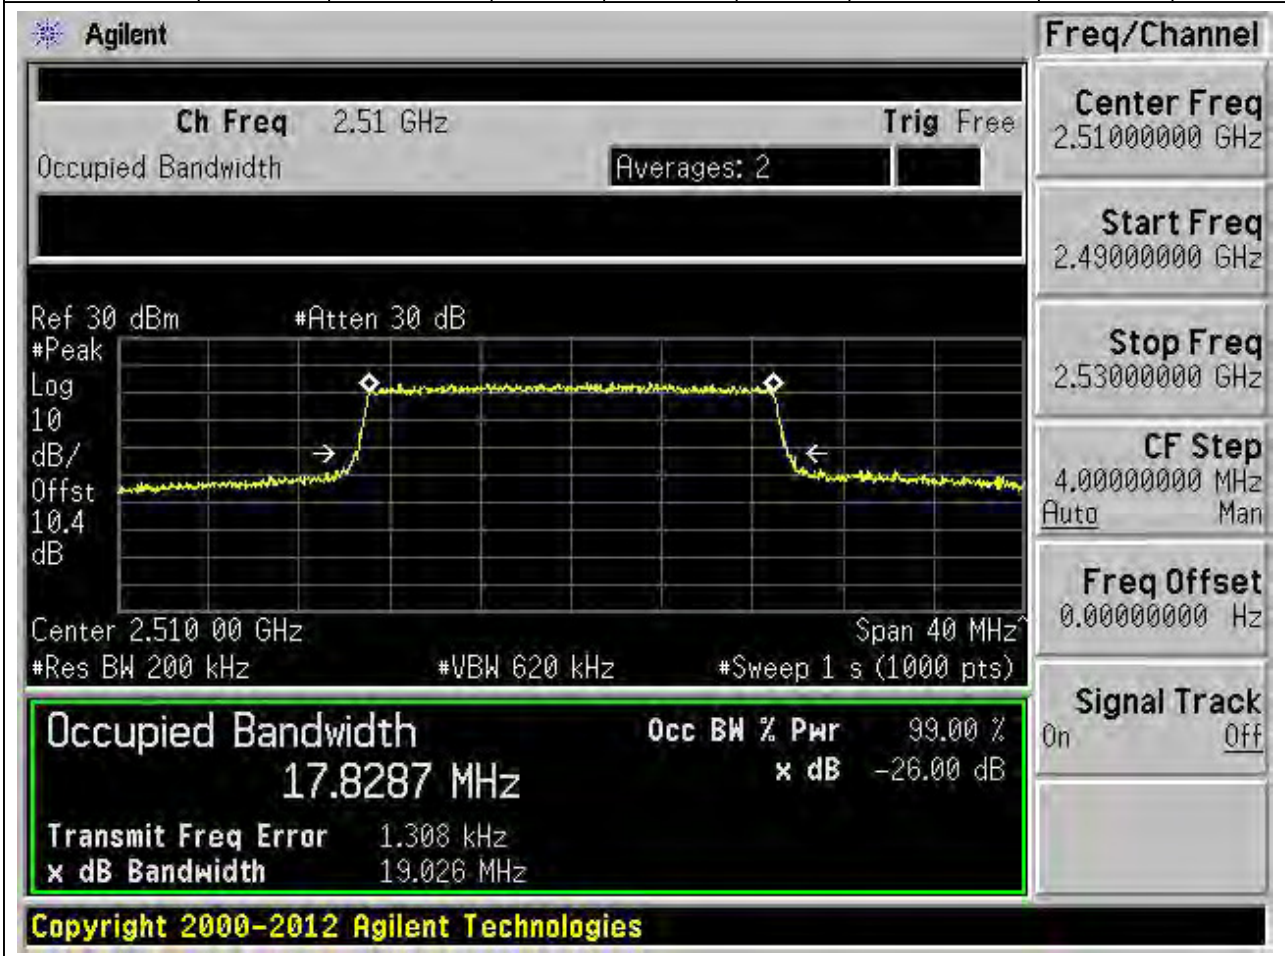 Agilent
Freq/Channel
Ch Freq 2.51 GHz Trig Free
Occupied Bandwidth Averages: 2
Center Freq
2.51000000 GHz
Start Freq
2.49000000 GHz
Stop Freq
2.53000000 GHz
CF Step
4.00000000 MHz
Auto Man
Freq Offset
0.00000000 Hz
Signal Track
On Off
Ref 30 dBm #Atten 30 dB
#Peak
Log
10
dB/
Offst
10.4
dB
Center 2.510 00 GHz Span 40 MHz^
#Res BW 200 kHz #VBW 620 kHz #Sweep 1 s (1000 pts)
Occupied Bandwidth Occ BW % Pwr 99.00 %
17.8287 MHz x dB -26.00 dB
Transmit Freq Error 1.308 kHz
x dB Bandwidth 19.026 MHz
Copyright 2000-2012 Agilent Technologies